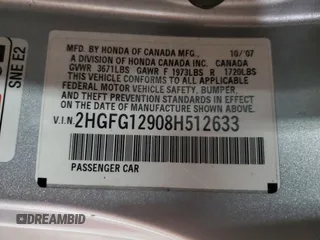 MFD. BY HONDA OF CANADA MFG., 10/'07
A DIVISION OF HONDA CANADA INC., CANADA
GVWR 3671LBS GAWR F 1973LBS R 1720LBS
THIS VEHICLE CONFORMS TO ALL APPLICABLE
FEDERAL MOTOR VEHICLE SAFETY, BUMPER,
AND THEFT PREVENTION STANDARDS IN EFFECT
ON THE DATE OF MANUFACTURE SHOWN ABOVE.
V.I.N. 2HGFG12908H512633
PASSENGER CAR
SNE E2
DREAMBID